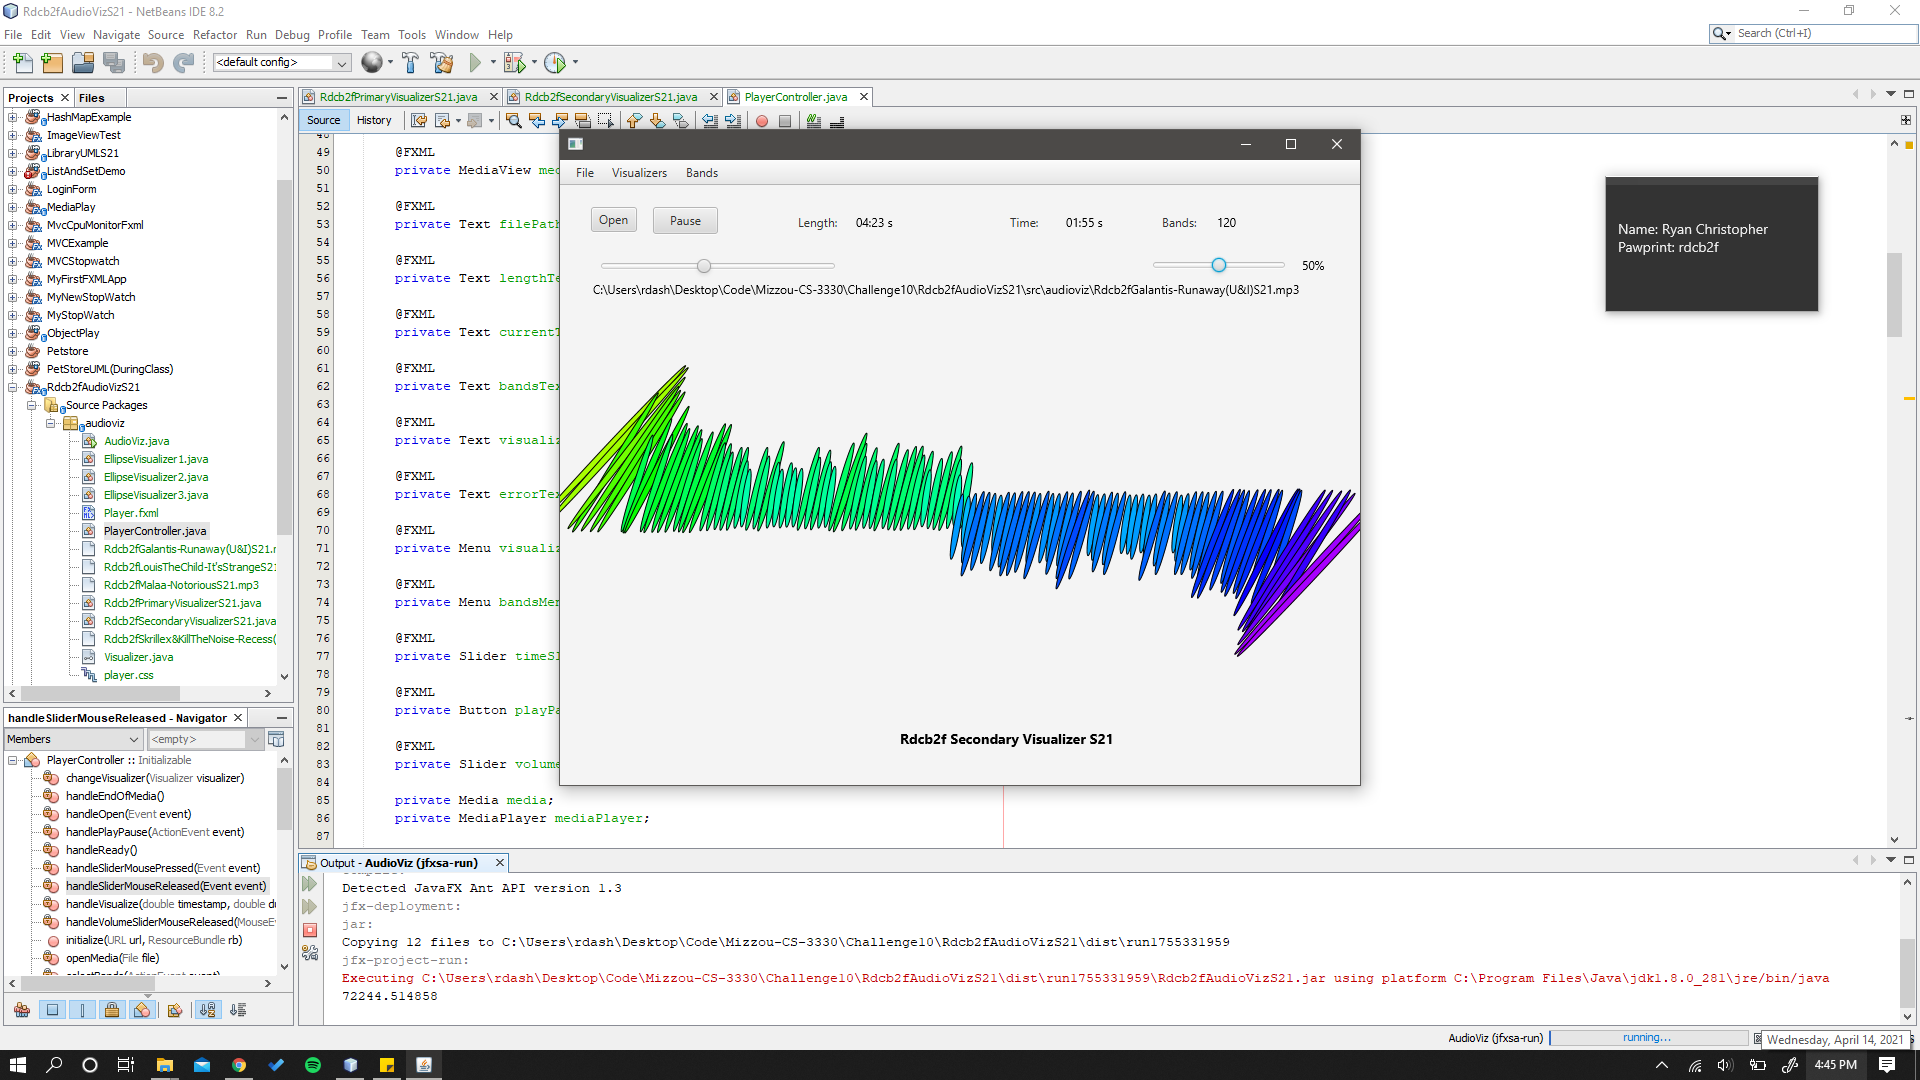 Rdcb2fAudioVizS21 - NetBeans IDE 8.2
File Edit View Navigate Source Refactor Run Debug Profile Team Tools Window Help
Search (Ctrl+I)
<default config>
Projects Files
HashMapExample
ImageViewTest
LibraryUMLS21
ListAndSetDemo
LoginForm
MediaPlay
MvcCpuMonitorFxml
MVCExample
MVCStopwatch
MyFirstFXMLApp
MyNewStopWatch
MyStopWatch
ObjectPlay
Petstore
PetStoreUML(DuringClass)
Rdcb2fAudioVizS21
Source Packages
audioviz
AudioViz.java
EllipseVisualizer1.java
EllipseVisualizer2.java
EllipseVisualizer3.java
Player.fxml
PlayerController.java
Rdcb2fGalantis-Runaway(U&I)S21.r
Rdcb2fLouisTheChild-It'sStrangeS21
Rdcb2fMalaa-NotoriousS21.mp3
Rdcb2fPrimaryVisualizerS21.java
Rdcb2fSecondaryVisualizerS21.java
Rdcb2fSkrillex&KillTheNoise-Recess(
Visualizer.java
player.css
handleSliderMouseReleased - Navigator
Members <empty>
PlayerController :: Initializable
changeVisualizer(Visualizer visualizer)
handleEndOfMedia()
handleOpen(Event event)
handlePlayPause(ActionEvent event)
handleReady()
handleSliderMousePressed(Event event)
handleSliderMouseReleased(Event event)
handleVisualize(double timestamp, double du
handleVolumeSliderMouseReleased(MouseE
initialize(URL url, ResourceBundle rb)
openMedia(File file)
selectBands(ActionEvent event)
Rdcb2fPrimaryVisualizerS21.java Rdcb2fSecondaryVisualizerS21.java PlayerController.java
Source History
48
49 @FXML
50 private MediaView med
51
52 @FXML
53 private Text filePath
54
55 @FXML
56 private Text lengthTe
57
58 @FXML
59 private Text currentT
60
61 @FXML
62 private Text bandsTex
63
64 @FXML
65 private Text visualiz
66
67 @FXML
68 private Text errorTex
69
70 @FXML
71 private Menu visualiz
72
73 @FXML
74 private Menu bandsMen
75
76 @FXML
77 private Slider timeSl
78
79 @FXML
80 private Button playPa
81
82 @FXML
83 private Slider volume
84
85 private Media media;
86 private MediaPlayer mediaPlayer;
87
File Visualizers Bands
Open Pause Length: 04:23 s Time: 01:55 s Bands: 120
50%
C:\Users\rdash\Desktop\Code\Mizzou-CS-3330\Challenge10\Rdcb2fAudioVizS21\src\audioviz\Rdcb2fGalantis-Runaway(U&I)S21.mp3
Rdcb2f Secondary Visualizer S21
Name: Ryan Christopher
Pawprint: rdcb2f
Output - AudioViz (jfxsa-run)
compile:
Detected JavaFX Ant API version 1.3
jfx-deployment:
jar:
Copying 12 files to C:\Users\rdash\Desktop\Code\Mizzou-CS-3330\Challenge10\Rdcb2fAudioVizS21\dist\run1755331959
jfx-project-run:
Executing C:\Users\rdash\Desktop\Code\Mizzou-CS-3330\Challenge10\Rdcb2fAudioVizS21\dist\run1755331959\Rdcb2fAudioVizS21.jar using platform C:\Program Files\Java\jdk1.8.0_281\jre/bin/java
72244.514858
AudioViz (jfxsa-run) running...
Wednesday, April 14, 2021
4:45 PM